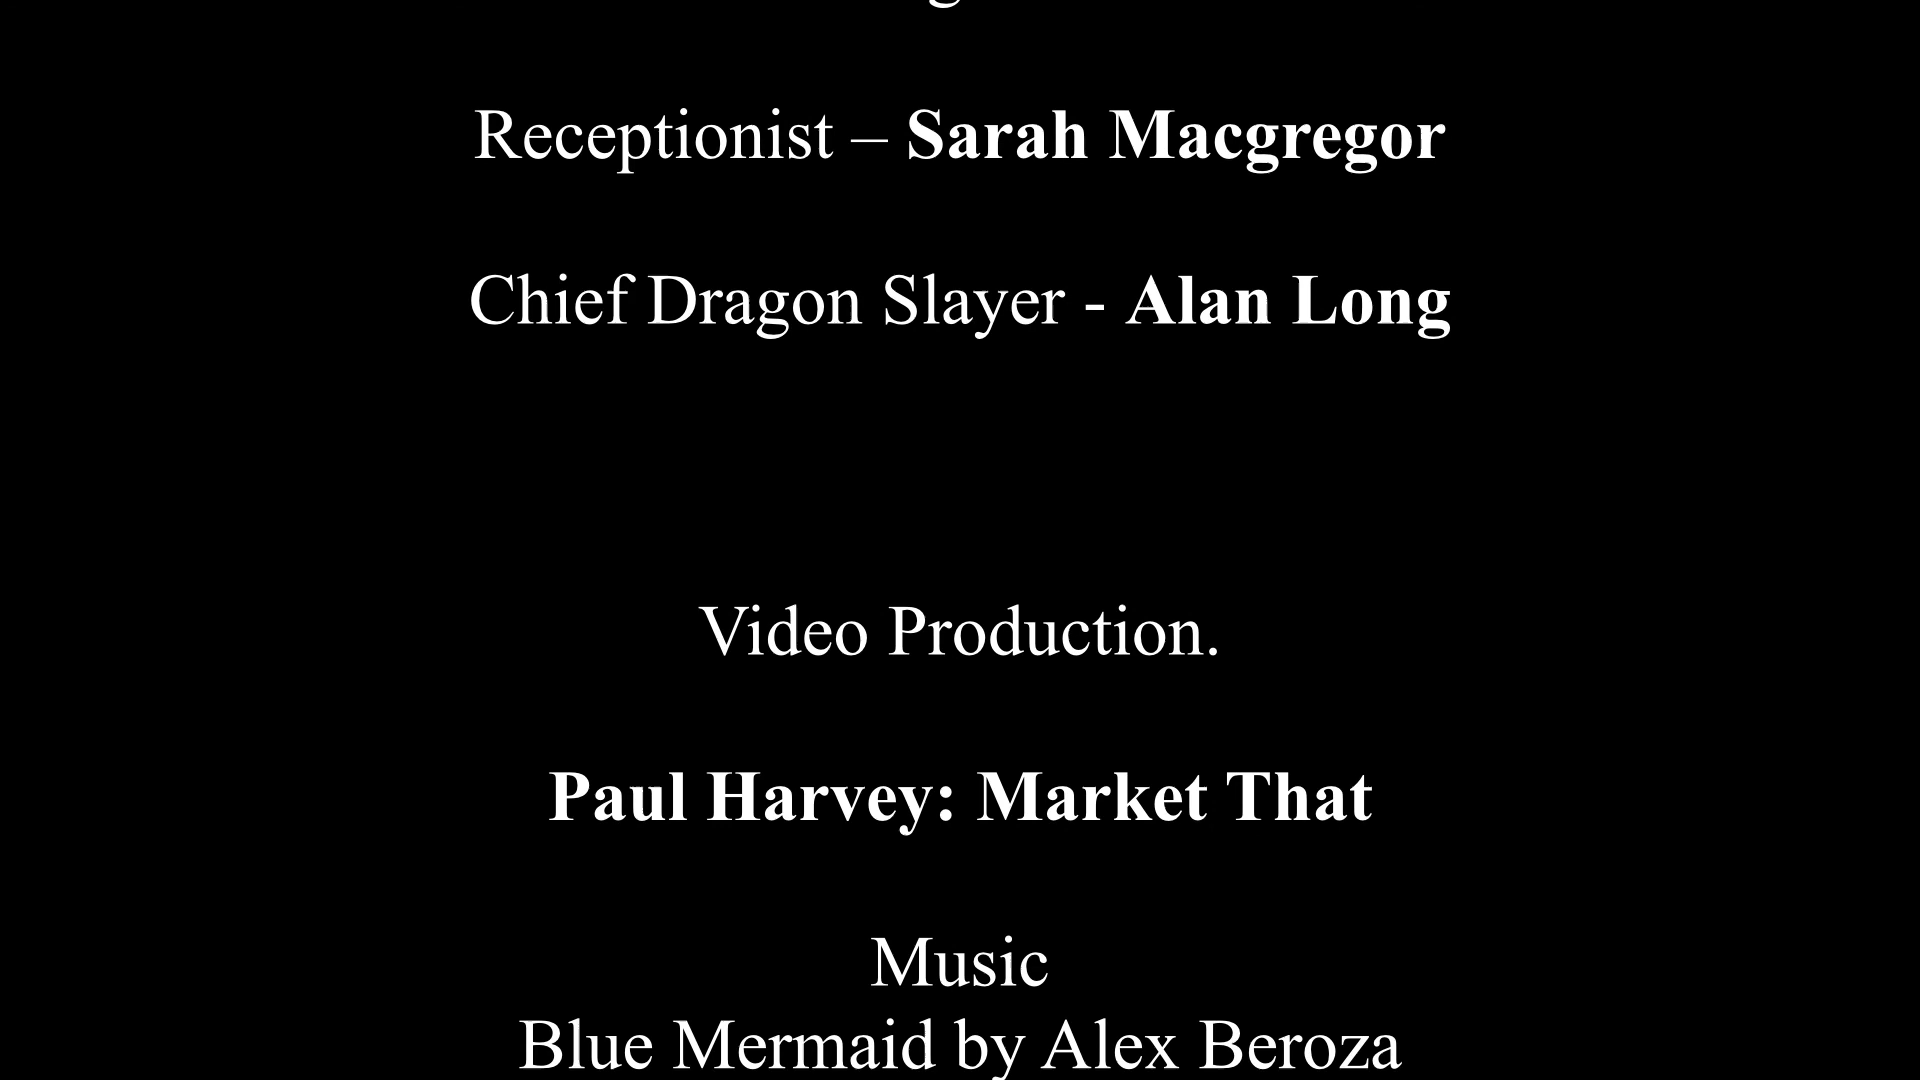 Receptionist – Sarah Macgregor
Chief Dragon Slayer - Alan Long
Video Production.
Paul Harvey: Market That
Music
Blue Mermaid by Alex Beroza